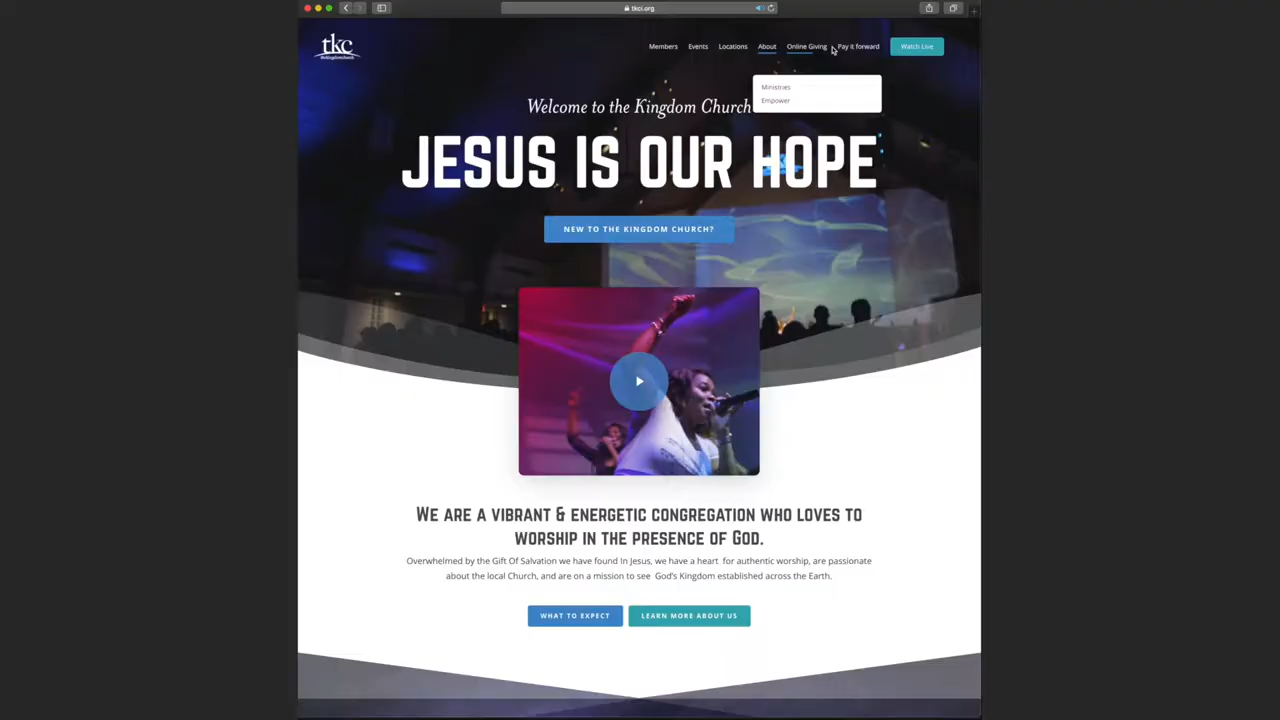 tkci.org
tkc
thekingdomchurch
Members
Events
Locations
About
Online Giving
Pay it forward
Watch Live
Ministries
Empower
Welcome to the Kingdom Church
JESUS IS OUR HOPE
NEW TO THE KINGDOM CHURCH?
WE ARE A VIBRANT & ENERGETIC CONGREGATION WHO LOVES TO
WORSHIP IN THE PRESENCE OF GOD.
Overwhelmed by the Gift Of Salvation we have found In Jesus, we have a heart for authentic worship, are passionate
about the local Church, and are on a mission to see God's Kingdom established across the Earth.
WHAT TO EXPECT
LEARN MORE ABOUT US